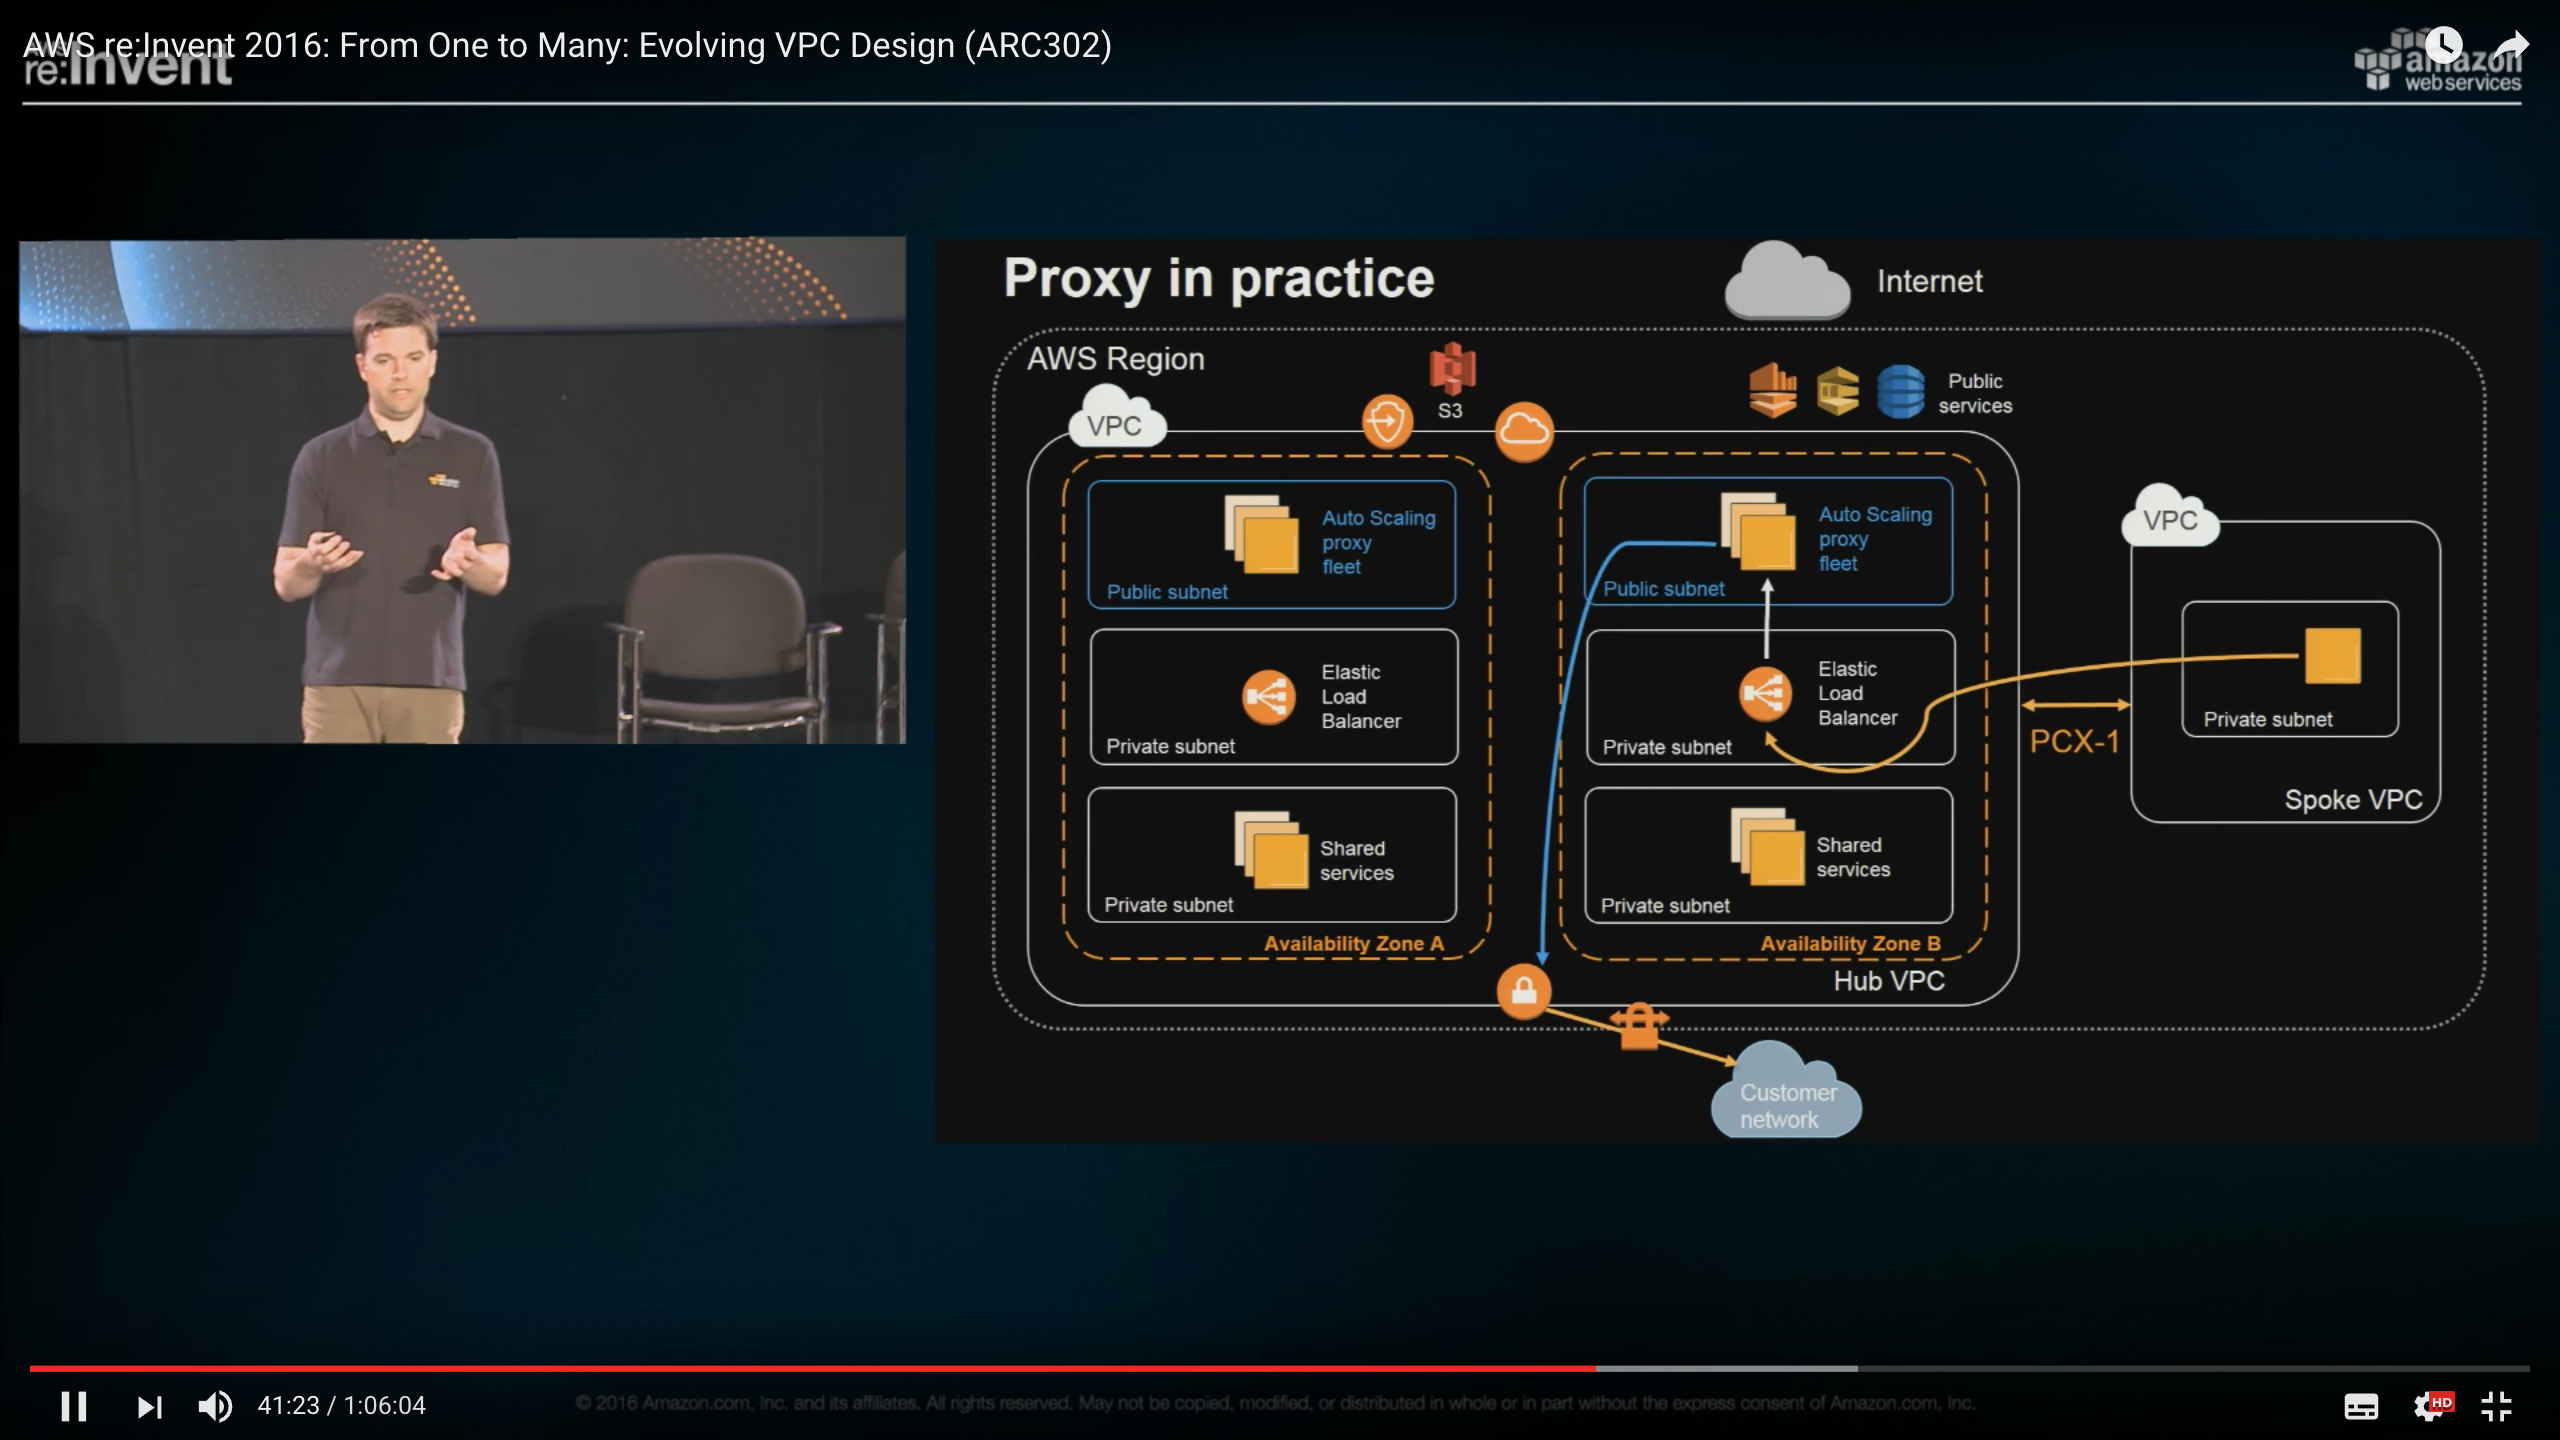 AWS re:Invent 2016: From One to Many: Evolving VPC Design (ARC302)
re:Invent
amazon
web services
Proxy in practice
Internet
AWS Region
S3
Public
services
VPC
Auto Scaling
proxy
fleet
Public subnet
Elastic
Load
Balancer
Private subnet
Shared
services
Private subnet
Availability Zone A
Auto Scaling
proxy
fleet
Public subnet
Elastic
Load
Balancer
Private subnet
Shared
services
Private subnet
Availability Zone B
Hub VPC
PCX-1
VPC
Private subnet
Spoke VPC
Customer
network
41:23 / 1:06:04
© 2016 Amazon.com, Inc. and its affiliates. All rights reserved. May not be copied, modified, or distributed in whole or in part without the express consent of Amazon.com, Inc.
HD